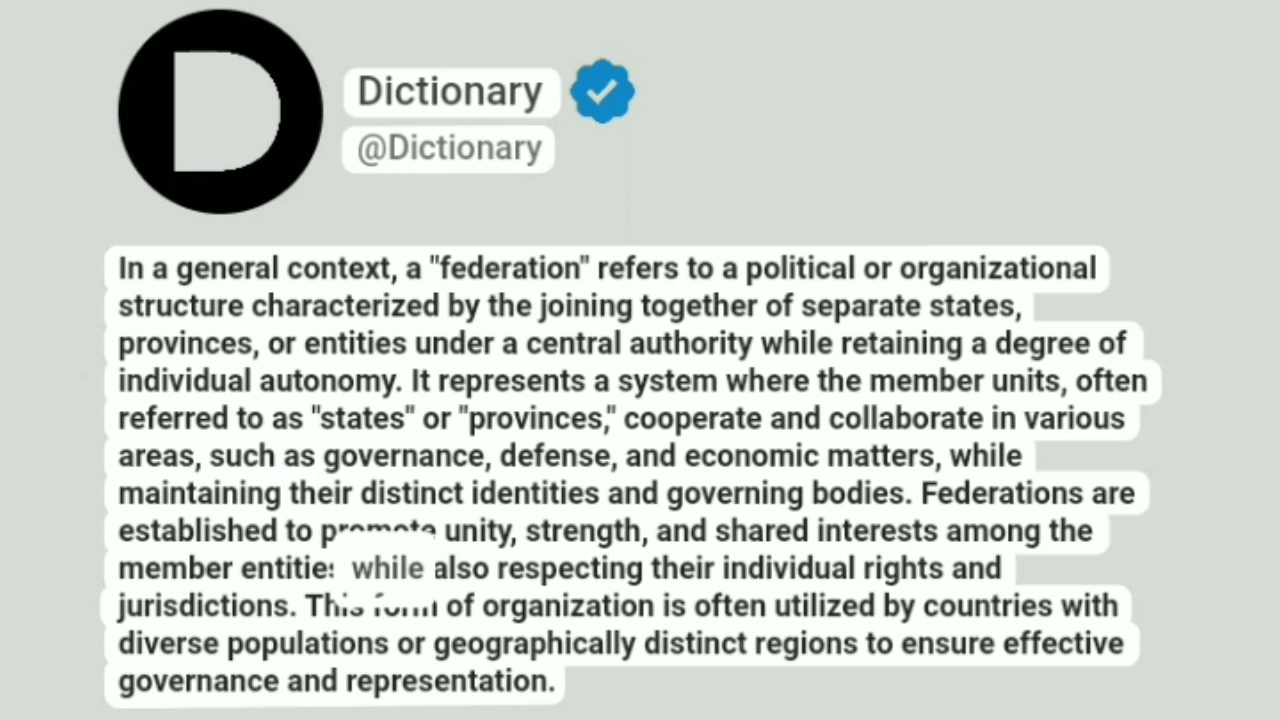 D
Dictionary
@Dictionary
In a general context, a "federation" refers to a political or organizational
structure characterized by the joining together of separate states,
provinces, or entities under a central authority while retaining a degree of
individual autonomy. It represents a system where the member units, often
referred to as "states" or "provinces," cooperate and collaborate in various
areas, such as governance, defense, and economic matters, while
maintaining their distinct identities and governing bodies. Federations are
established to promote unity, strength, and shared interests among the
member entities while also respecting their individual rights and
jurisdictions. This form of organization is often utilized by countries with
diverse populations or geographically distinct regions to ensure effective
governance and representation.